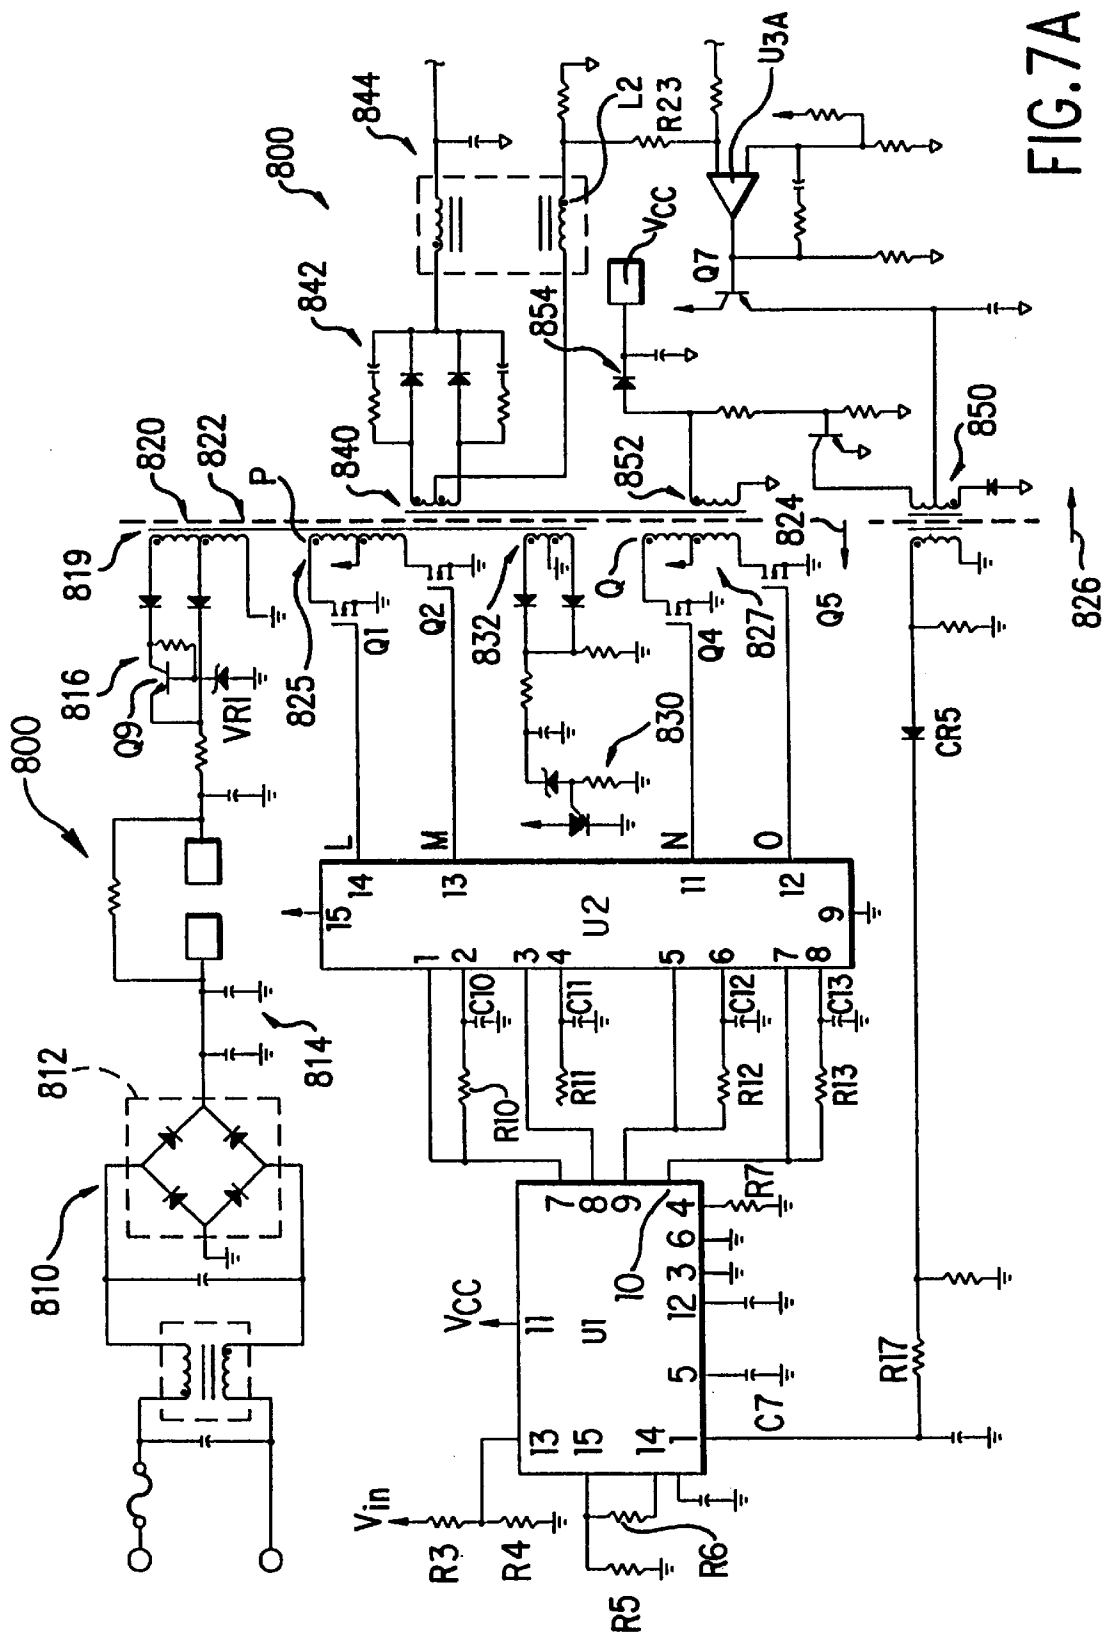 800
844
842
840
820
822
819
816
Q9
VR1
800
812
810
814
P
825
Q1
Q2
832
830
Q
Q4
827
824
Q5
852
854
VCC
L2
R23
U3A
Q7
850
826
CR5
R17
L
M
N
O
14
13
11
12
15
U2
9
1
2
3
4
5
6
7
8
C10
C11
C12
C13
R10
R11
R12
R13
7
8
9
10
VCC
11
U1
4
6
3
12
5
1
13
15
14
R7
C7
Vin
R3
R4
R5
R6
FIG.7A